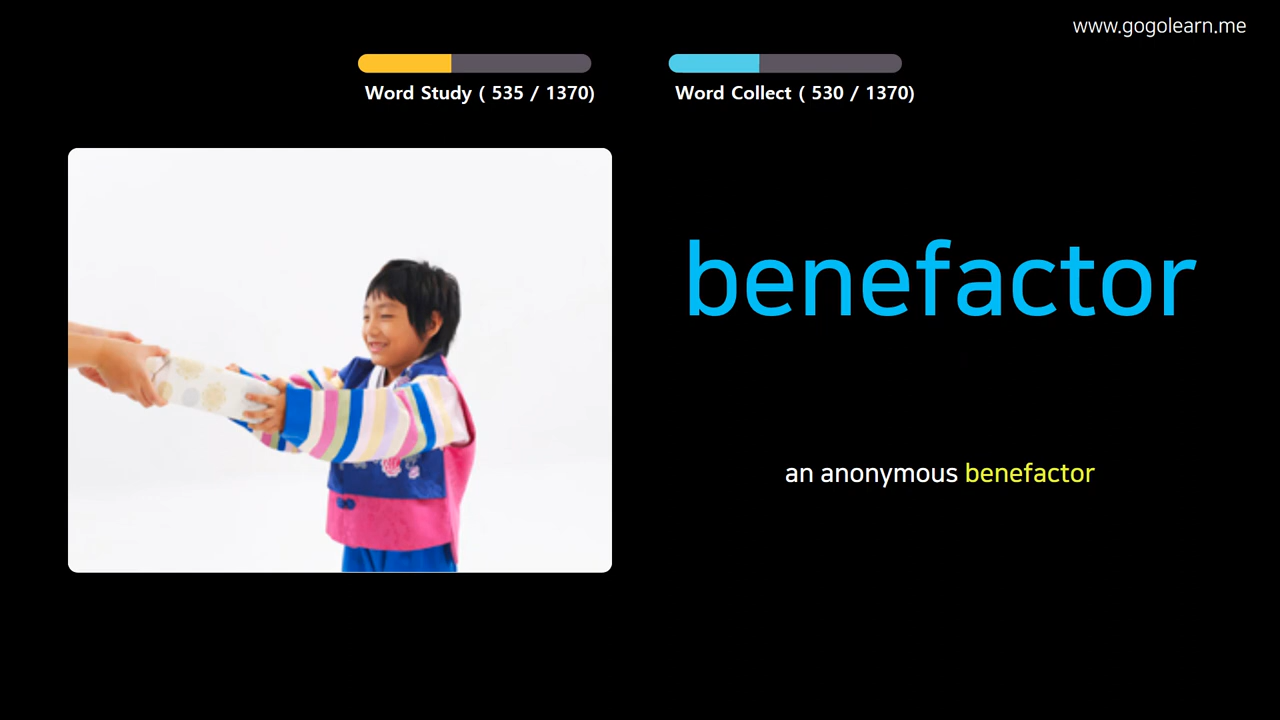 www.gogolearn.me
Word Study ( 535 / 1370)
Word Collect ( 530 / 1370)
benefactor
an anonymous benefactor